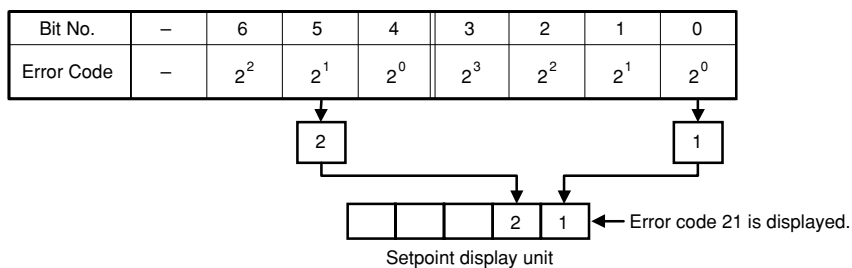 Bit No. – 6 5 4 3 2 1 0
Error Code – 2² 2¹ 2⁰ 2³ 2² 2¹ 2⁰
2 1
2 1 Error code 21 is displayed.
Setpoint display unit